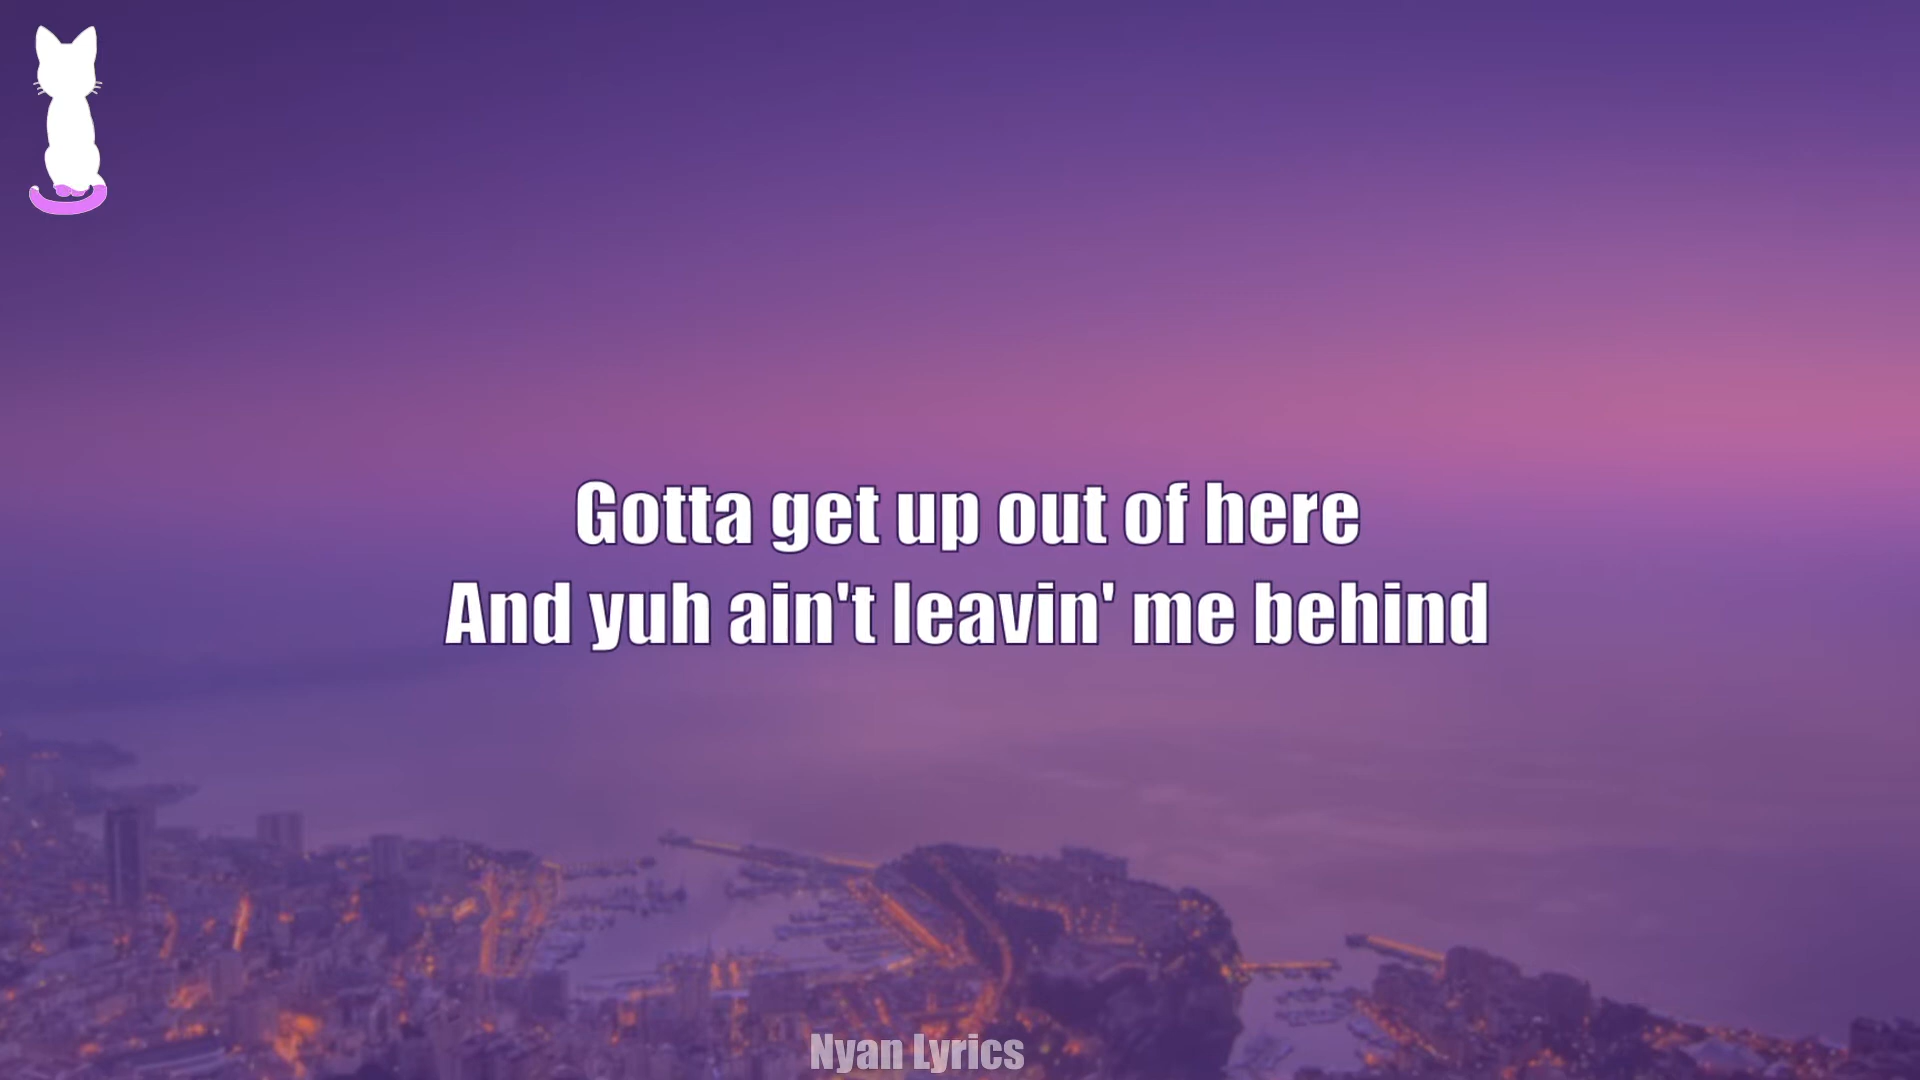 Gotta get up out of here
And yuh ain't leavin' me behind
Nyan Lyrics